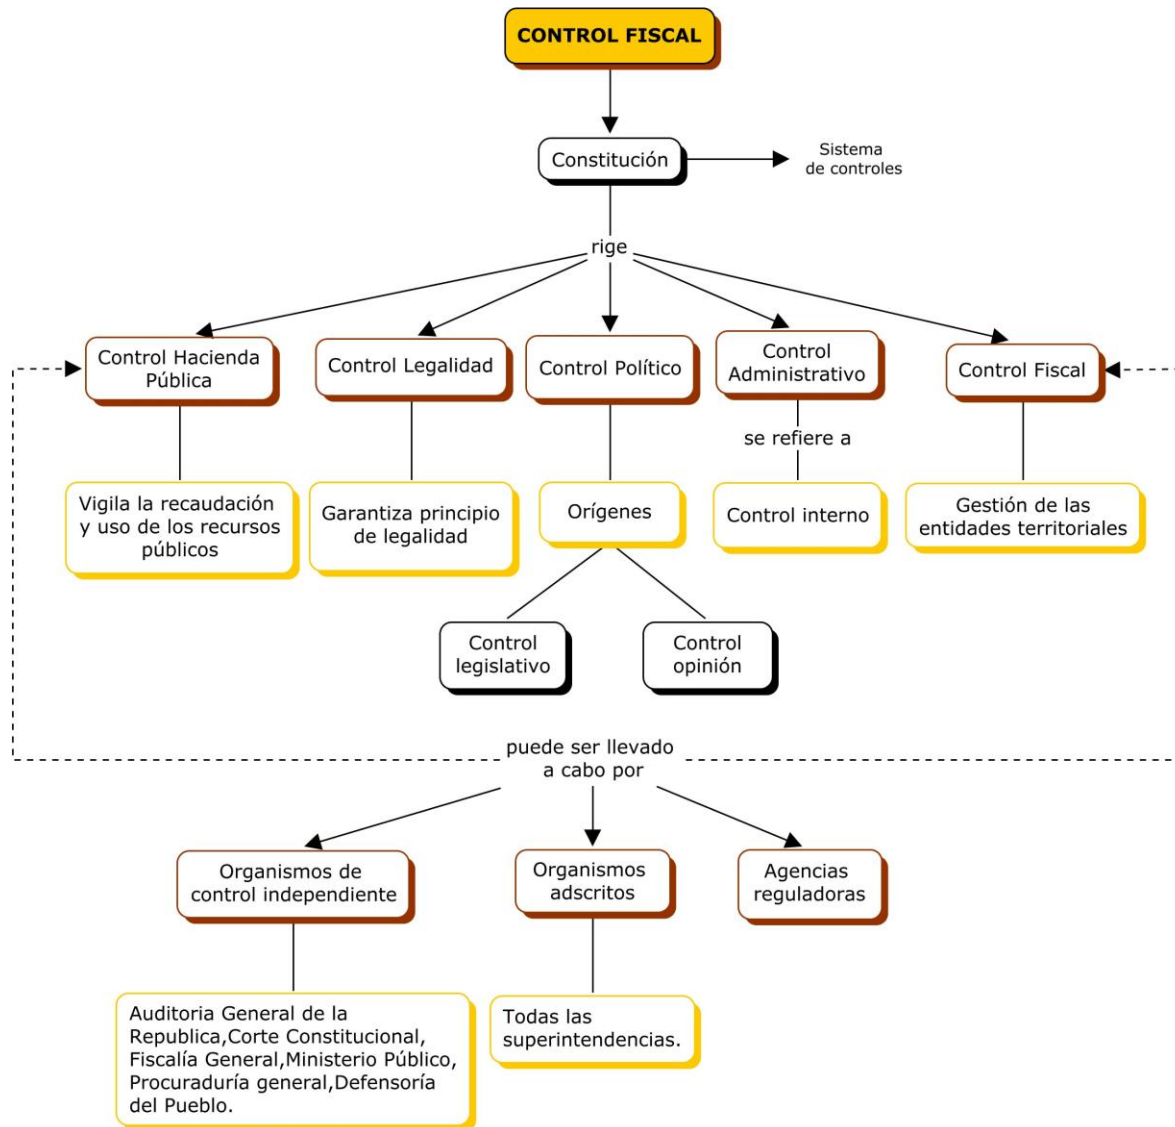 CONTROL FISCAL
Constitución
Sistema
de controles
rige
Control Hacienda
Pública
Control Legalidad
Control Político
Control
Administrativo
Control Fiscal
se refiere a
Vigila la recaudación
y uso de los recursos
públicos
Garantiza principio
de legalidad
Orígenes
Control interno
Gestión de las
entidades territoriales
Control
legislativo
Control
opinión
puede ser llevado
a cabo por
Organismos de
control independiente
Organismos
adscritos
Agencias
reguladoras
Auditoria General de la
Republica,Corte Constitucional,
Fiscalía General,Ministerio Público,
Procuraduría general,Defensoría
del Pueblo.
Todas las
superintendencias.